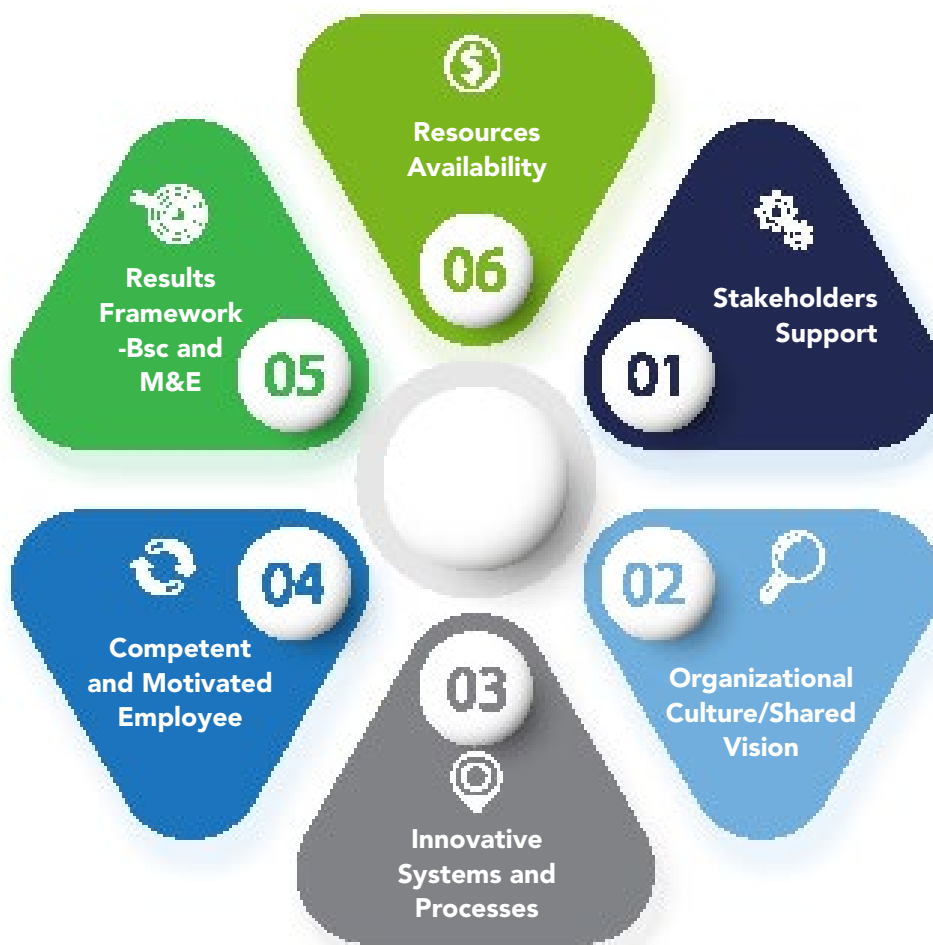 $
Resources
Availability
06
Stakeholders
Support
01
02
Organizational
Culture/Shared
Vision
03
Innovative
Systems and
Processes
04
Competent
and Motivated
Employee
Results
Framework
-Bsc and
M&E
05